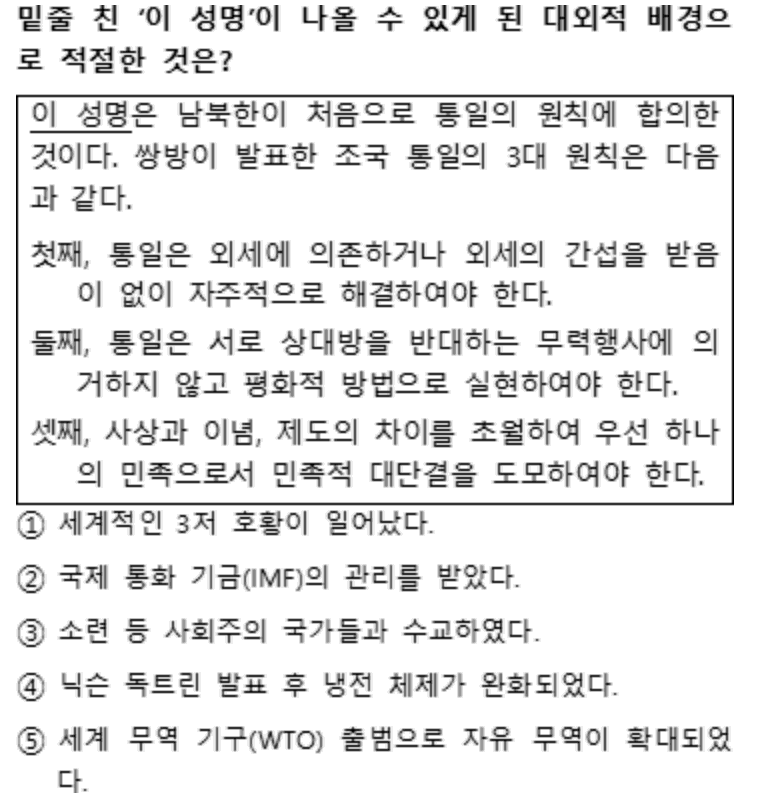 밑줄 친 ‘이 성명’이 나올 수 있게 된 대외적 배경으
로 적절한 것은?
이 성명은 남북한이 처음으로 통일의 원칙에 합의한
것이다. 쌍방이 발표한 조국 통일의 3대 원칙은 다음
과 같다.
첫째, 통일은 외세에 의존하거나 외세의 간섭을 받음
이 없이 자주적으로 해결하여야 한다.
둘째, 통일은 서로 상대방을 반대하는 무력행사에 의
거하지 않고 평화적 방법으로 실현하여야 한다.
셋째, 사상과 이념, 제도의 차이를 초월하여 우선 하나
의 민족으로서 민족적 대단결을 도모하여야 한다.
① 세계적인 3저 호황이 일어났다.
② 국제 통화 기금(IMF)의 관리를 받았다.
③ 소련 등 사회주의 국가들과 수교하였다.
④ 닉슨 독트린 발표 후 냉전 체제가 완화되었다.
⑤ 세계 무역 기구(WTO) 출범으로 자유 무역이 확대되었
다.